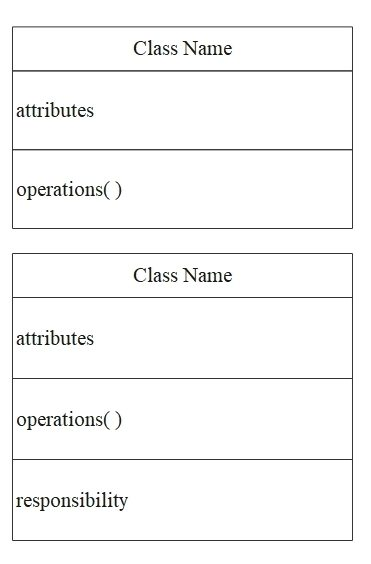 Class Name
attributes
operations( )
Class Name
attributes
operations( )
responsibility